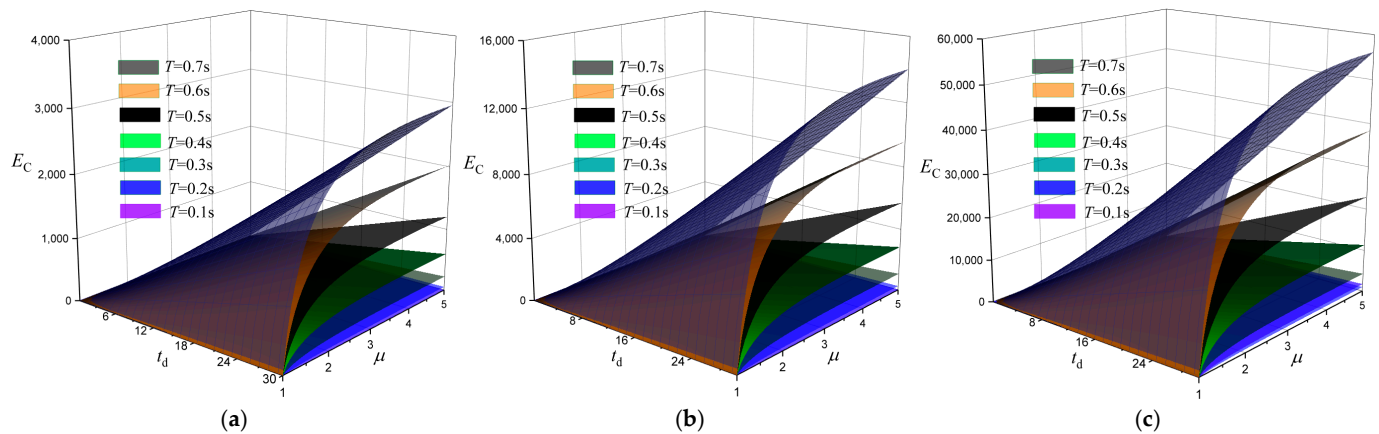 4,000
3,000
2,000
1,000
0
E_C
T=0.7s
T=0.6s
T=0.5s
T=0.4s
T=0.3s
T=0.2s
T=0.1s
6
12
18
24
30
t_d
1
2
3
4
5
μ
(a)
16,000
12,000
8,000
4,000
0
E_C
T=0.7s
T=0.6s
T=0.5s
T=0.4s
T=0.3s
T=0.2s
T=0.1s
8
16
24
t_d
1
2
3
4
5
μ
(b)
60,000
50,000
40,000
30,000
20,000
10,000
0
E_C
T=0.7s
T=0.6s
T=0.5s
T=0.4s
T=0.3s
T=0.2s
T=0.1s
8
16
24
t_d
1
2
3
4
5
μ
(c)